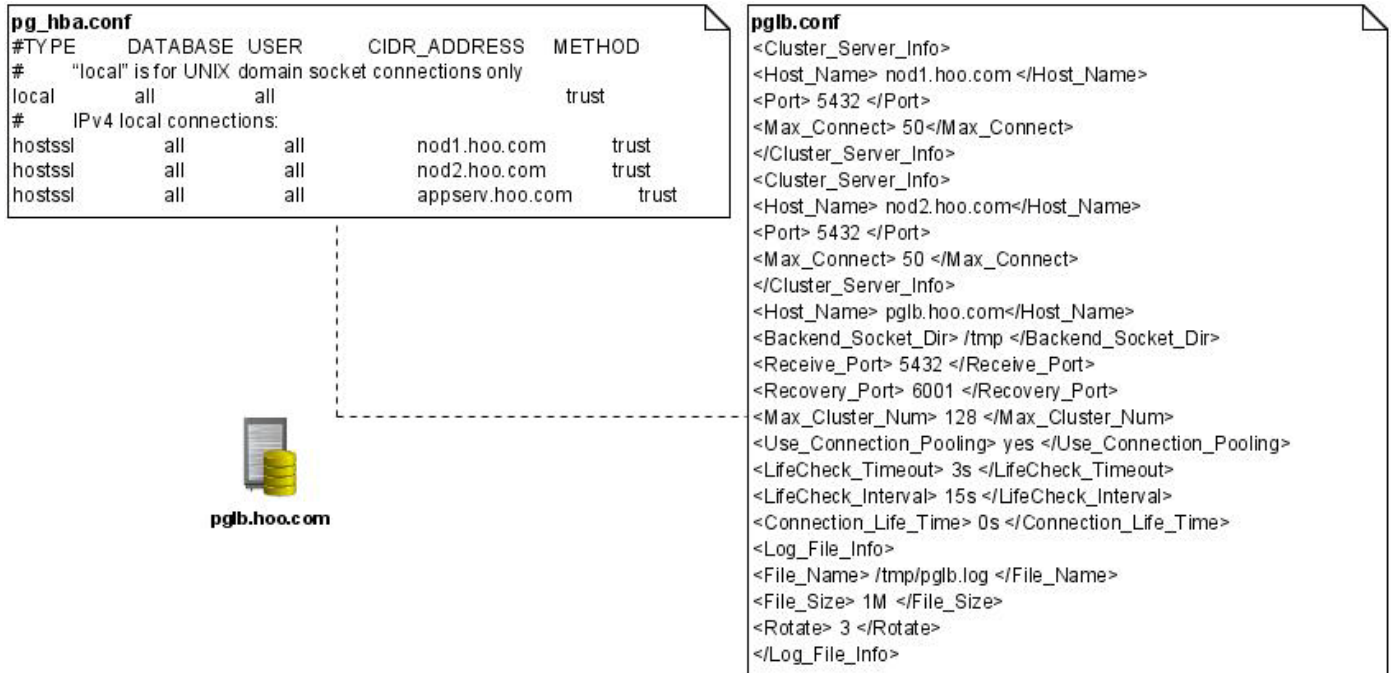 pg_hba.conf
#TYPE DATABASE USER CIDR_ADDRESS METHOD
# "local" is for UNIX domain socket connections only
local all all trust
# IPv4 local connections:
hostssl all all nod1.hoo.com trust
hostssl all all nod2.hoo.com trust
hostssl all all appserv.hoo.com trust
pglb.hoo.com
pglb.conf
<Cluster_Server_Info>
<Host_Name> nod1.hoo.com </Host_Name>
<Port> 5432 </Port>
<Max_Connect> 50</Max_Connect>
</Cluster_Server_Info>
<Cluster_Server_Info>
<Host_Name> nod2.hoo.com</Host_Name>
<Port> 5432 </Port>
<Max_Connect> 50 </Max_Connect>
</Cluster_Server_Info>
<Host_Name> pglb.hoo.com</Host_Name>
<Backend_Socket_Dir> /tmp </Backend_Socket_Dir>
<Receive_Port> 5432 </Receive_Port>
<Recovery_Port> 6001 </Recovery_Port>
<Max_Cluster_Num> 128 </Max_Cluster_Num>
<Use_Connection_Pooling> yes </Use_Connection_Pooling>
<LifeCheck_Timeout> 3s </LifeCheck_Timeout>
<LifeCheck_Interval> 15s </LifeCheck_Interval>
<Connection_Life_Time> 0s </Connection_Life_Time>
<Log_File_Info>
<File_Name> /tmp/pglb.log </File_Name>
<File_Size> 1M </File_Size>
<Rotate> 3 </Rotate>
</Log_File_Info>